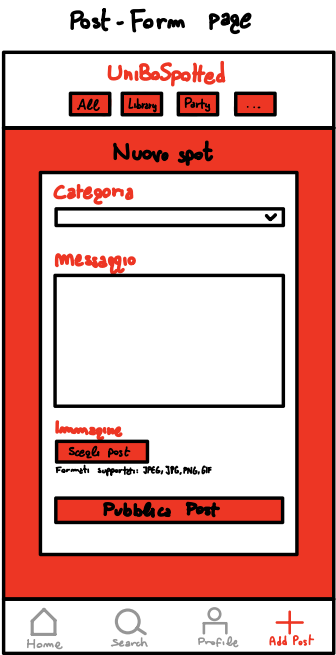 Post-Form page
UniBoSpotted
All Library Party ...
Nuovo spot
Categoria
Messaggio
Immagine
Scegli post
Formati supportati: JPEG, JPG, PNG, GIF
Pubblica Post
Home Search Profile Add Post